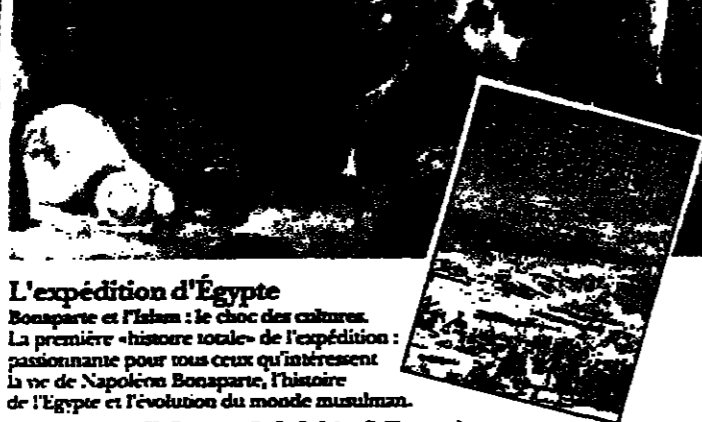 L'expédition d'Égypte
Bonaparte et l'Islam : le choc des cultures.
La première «histoire totale» de l'expédition :
passionnante pour tous ceux qu'intéressent
la vie de Napoléon Bonaparte, l'histoire
de l'Égypte et l'évolution du monde musulman.